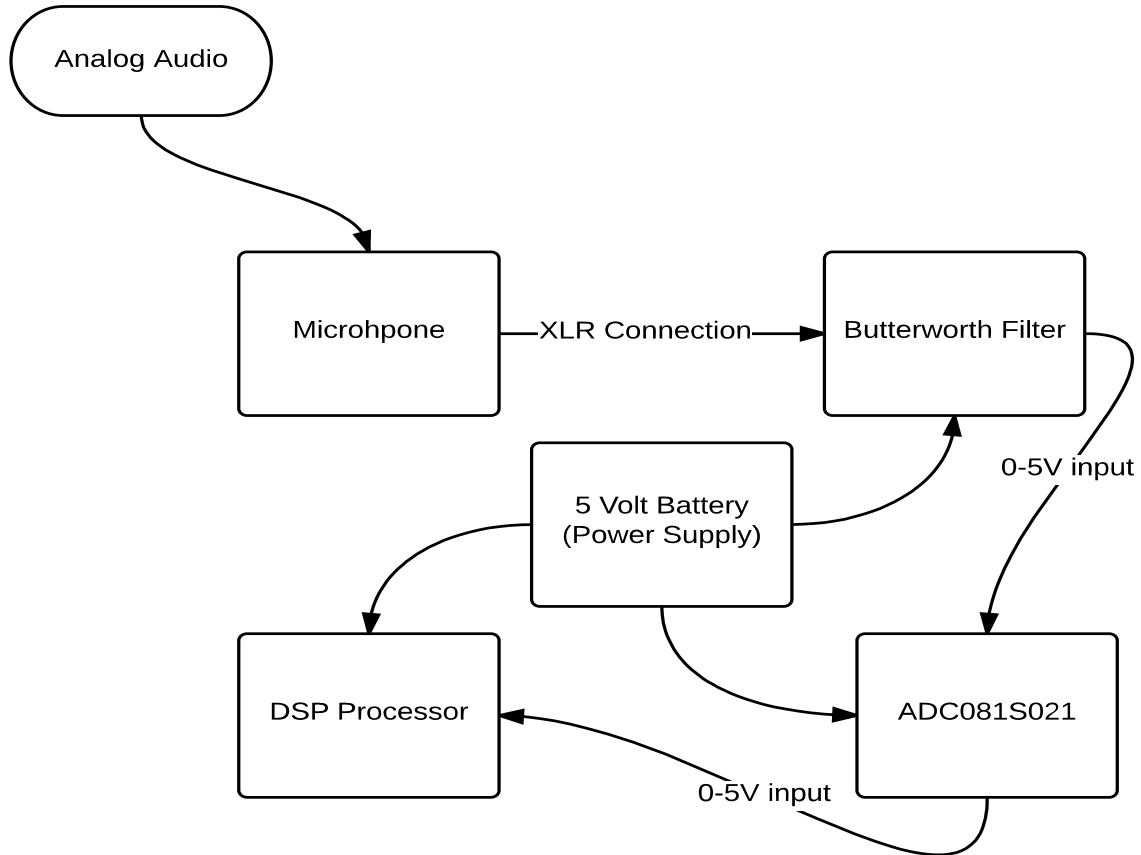 Analog Audio
Microhpone
XLR Connection
Butterworth Filter
0-5V input
5 Volt Battery
(Power Supply)
DSP Processor
ADC081S021
0-5V input